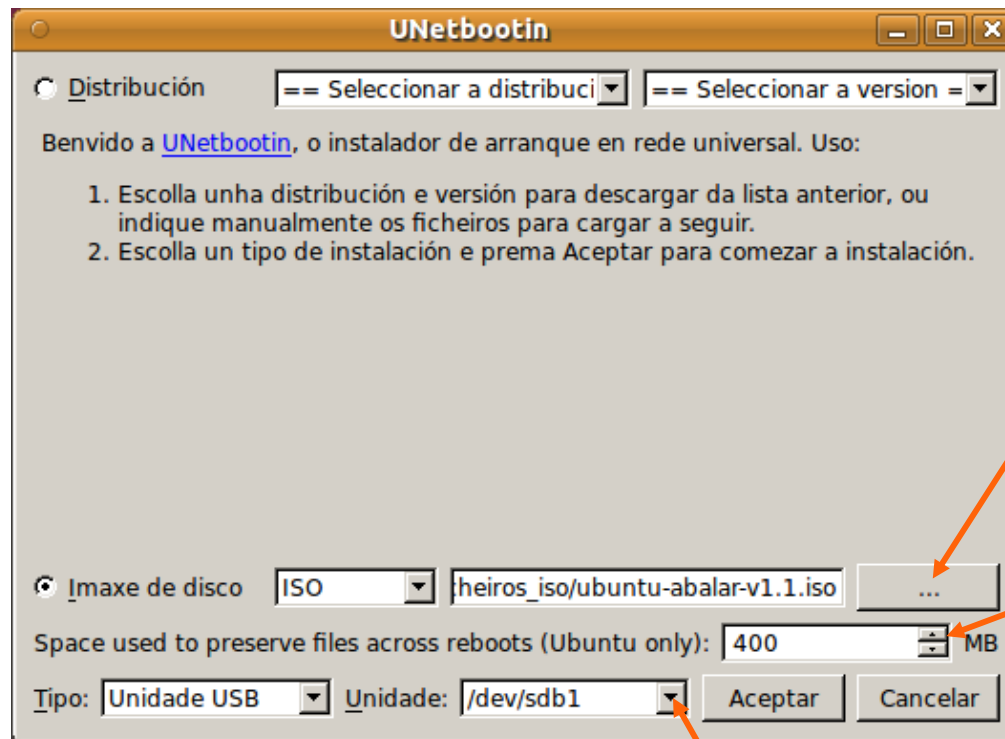 UNetbootin
Distribución == Seleccionar a distribuci == Seleccionar a version =
Benvido a UNetbootin, o instalador de arranque en rede universal. Uso:
1. Escolla unha distribución e versión para descargar da lista anterior, ou
indique manualmente os ficheiros para cargar a seguir.
2. Escolla un tipo de instalación e prema Aceptar para comezar a instalación.
Imaxe de disco ISO heiros_iso/ubuntu-abalar-v1.1.iso ...
Space used to preserve files across reboots (Ubuntu only): 400 MB
Tipo: Unidade USB Unidade: /dev/sdb1 Aceptar Cancelar